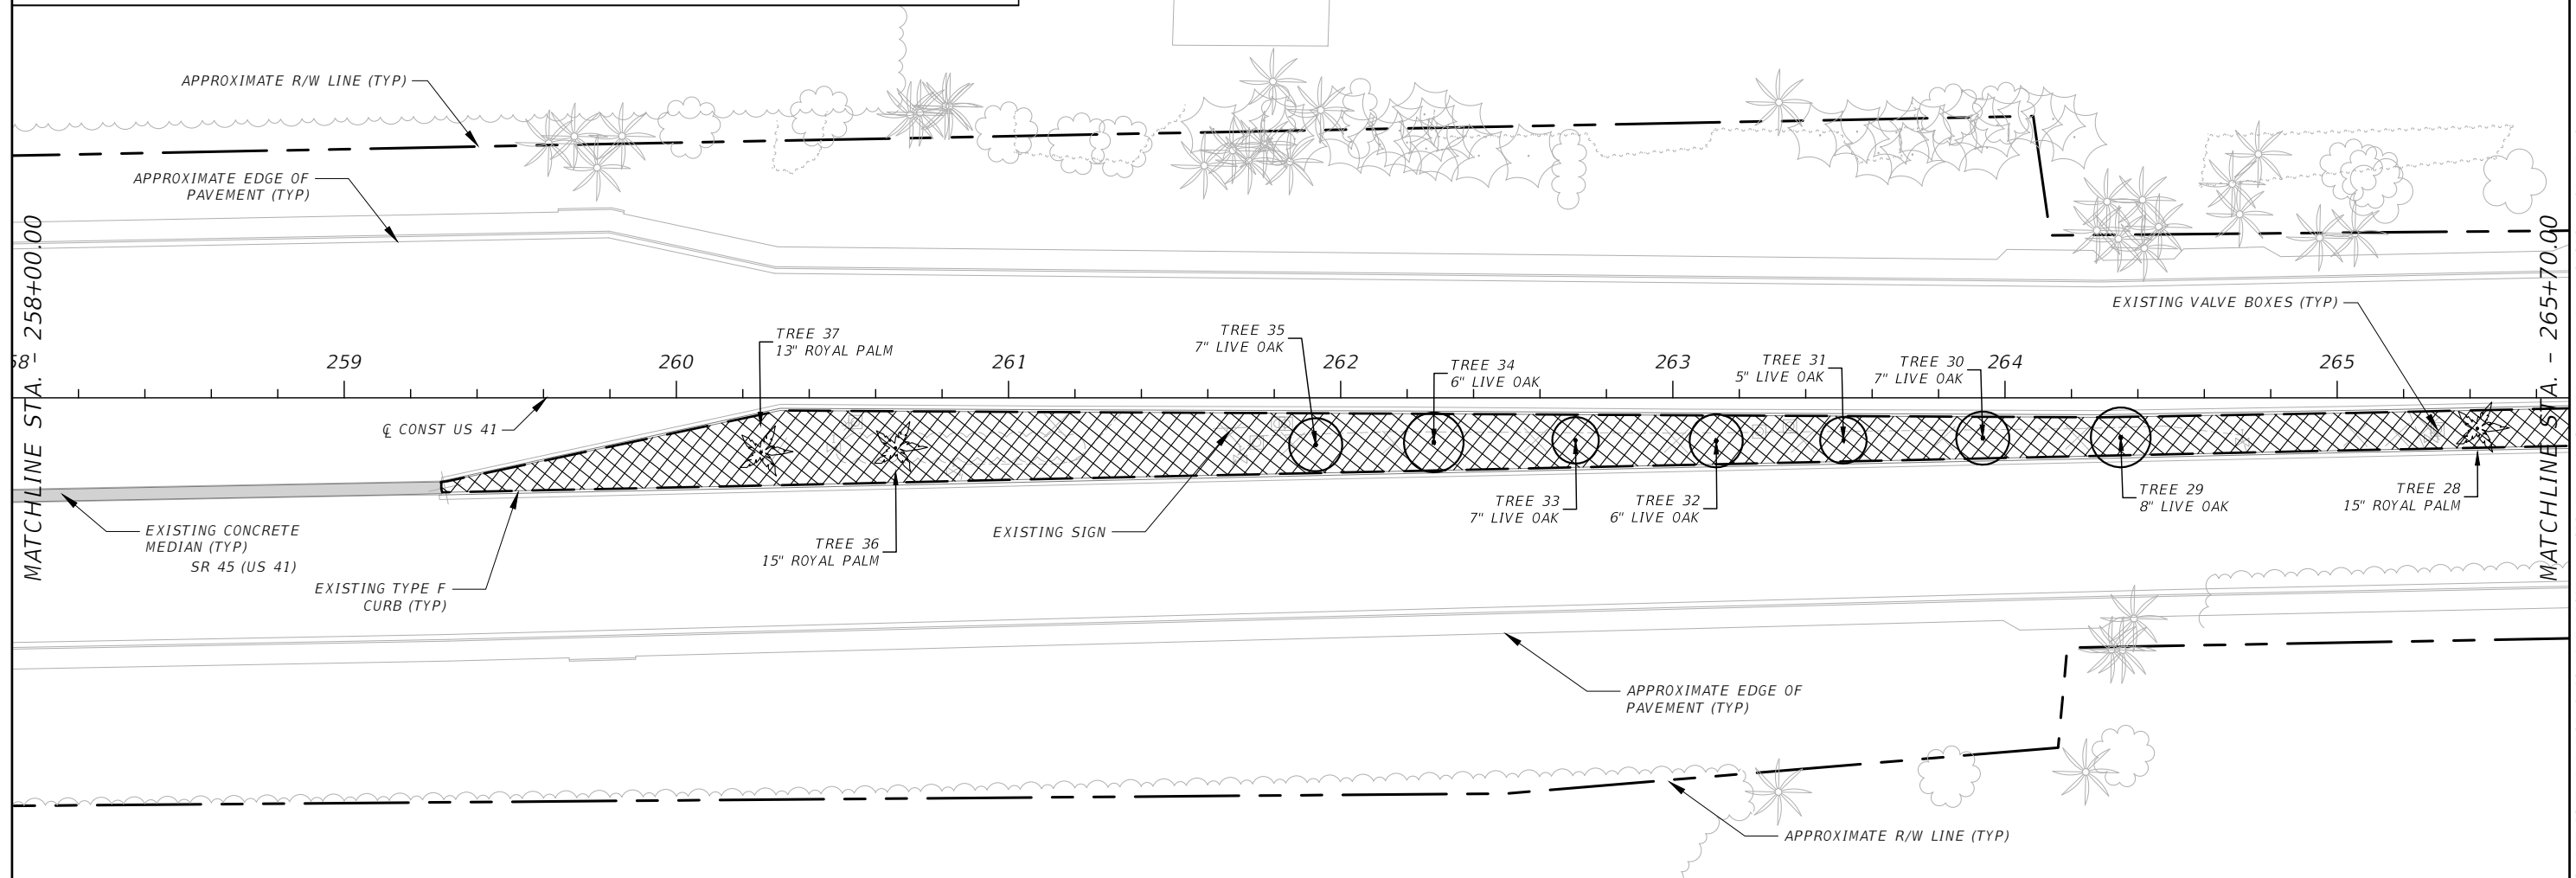 APPROXIMATE R/W LINE (TYP)
APPROXIMATE EDGE OF
PAVEMENT (TYP)
MATCHLINE STA. - 258+00.00
MATCHLINE STA. - 265+70.00
EXISTING VALVE BOXES (TYP)
TREE 37
13" ROYAL PALM
TREE 35
7" LIVE OAK
TREE 34
6" LIVE OAK
TREE 31
5" LIVE OAK
TREE 30
7" LIVE OAK
58
259
260
261
262
263
264
265
℄ CONST US 41
EXISTING CONCRETE
MEDIAN (TYP)
SR 45 (US 41)
EXISTING TYPE F
CURB (TYP)
TREE 36
15" ROYAL PALM
EXISTING SIGN
TREE 33
7" LIVE OAK
TREE 32
6" LIVE OAK
TREE 29
8" LIVE OAK
TREE 28
15" ROYAL PALM
APPROXIMATE EDGE OF
PAVEMENT (TYP)
APPROXIMATE R/W LINE (TYP)